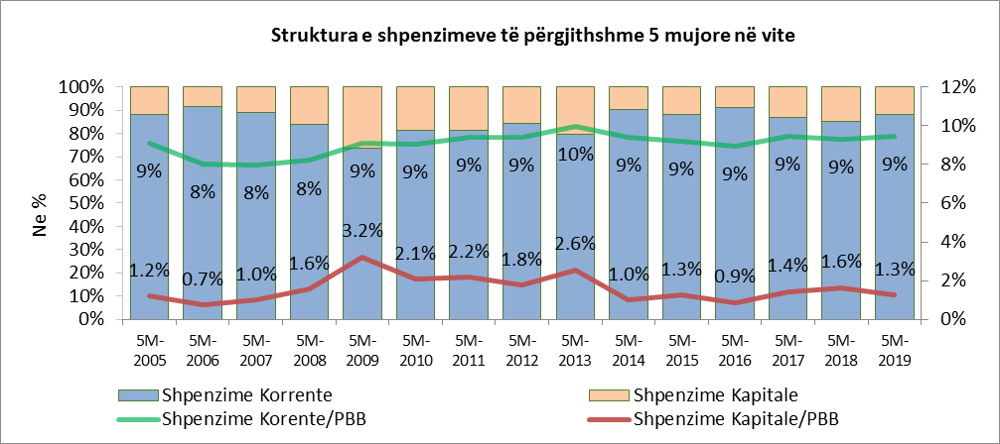 Struktura e shpenzimeve të përgjithshme 5 mujore në vite
Ne %
100%
90%
80%
70%
60%
50%
40%
30%
20%
10%
0%
12%
10%
8%
6%
4%
2%
0%
9% 8% 8% 8% 9% 9% 9% 9% 10% 9% 9% 9% 9% 9% 9%
1.2% 0.7% 1.0% 1.6% 3.2% 2.1% 2.2% 1.8% 2.6% 1.0% 1.3% 0.9% 1.4% 1.6% 1.3%
5M- 5M- 5M- 5M- 5M- 5M- 5M- 5M- 5M- 5M- 5M- 5M- 5M- 5M- 5M-
2005 2006 2007 2008 2009 2010 2011 2012 2013 2014 2015 2016 2017 2018 2019
Shpenzime Korrente Shpenzime Kapitale
Shpenzime Korente/PBB Shpenzime Kapitale/PBB